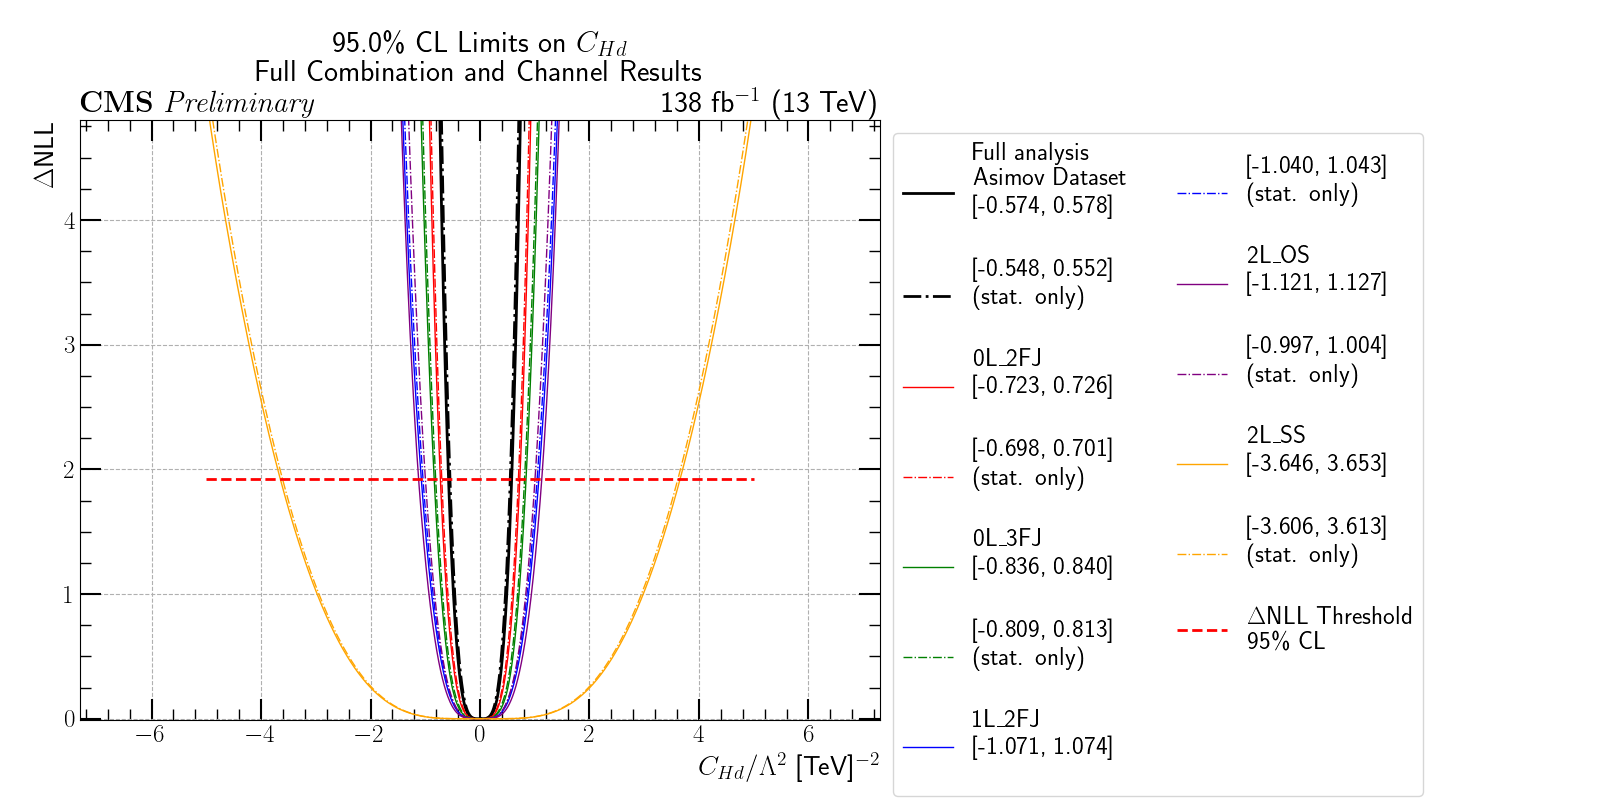 95.0% CL Limits on C_{Hd}
Full Combination and Channel Results
CMS Preliminary
138 fb^{-1} (13 TeV)
ΔNLL
4
3
2
1
0
−6 −4 −2 0 2 4 6
C_{Hd}/Λ^2 [TeV]^{-2}
Full analysis
Asimov Dataset
[-0.574, 0.578]
[-0.548, 0.552]
(stat. only)
0L_2FJ
[-0.723, 0.726]
[-0.698, 0.701]
(stat. only)
0L_3FJ
[-0.836, 0.840]
[-0.809, 0.813]
(stat. only)
1L_2FJ
[-1.071, 1.074]
[-1.040, 1.043]
(stat. only)
2L_OS
[-1.121, 1.127]
[-0.997, 1.004]
(stat. only)
2L_SS
[-3.646, 3.653]
[-3.606, 3.613]
(stat. only)
ΔNLL Threshold
95% CL